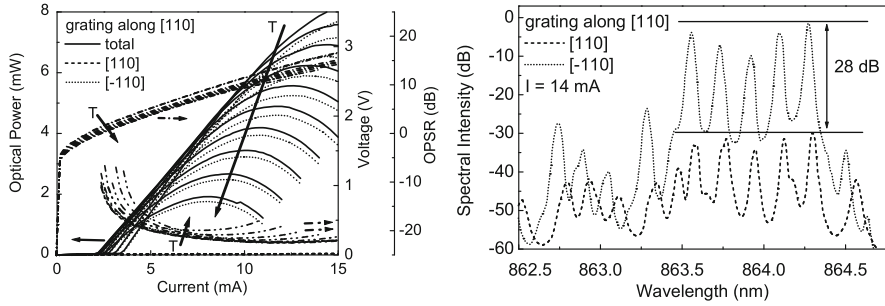 grating along [110]
total
[110]
[-110]
T
T
T
Optical Power (mW)
8
6
4
2
0
Current (mA)
0
5
10
15
Voltage (V)
3
2
1
0
OPSR (dB)
20
10
0
-10
-20
grating along [110]
[110]
[-110]
I = 14 mA
28 dB
Spectral Intensity (dB)
0
-10
-20
-30
-40
-50
-60
862.5
863.0
863.5
864.0
864.5
Wavelength (nm)